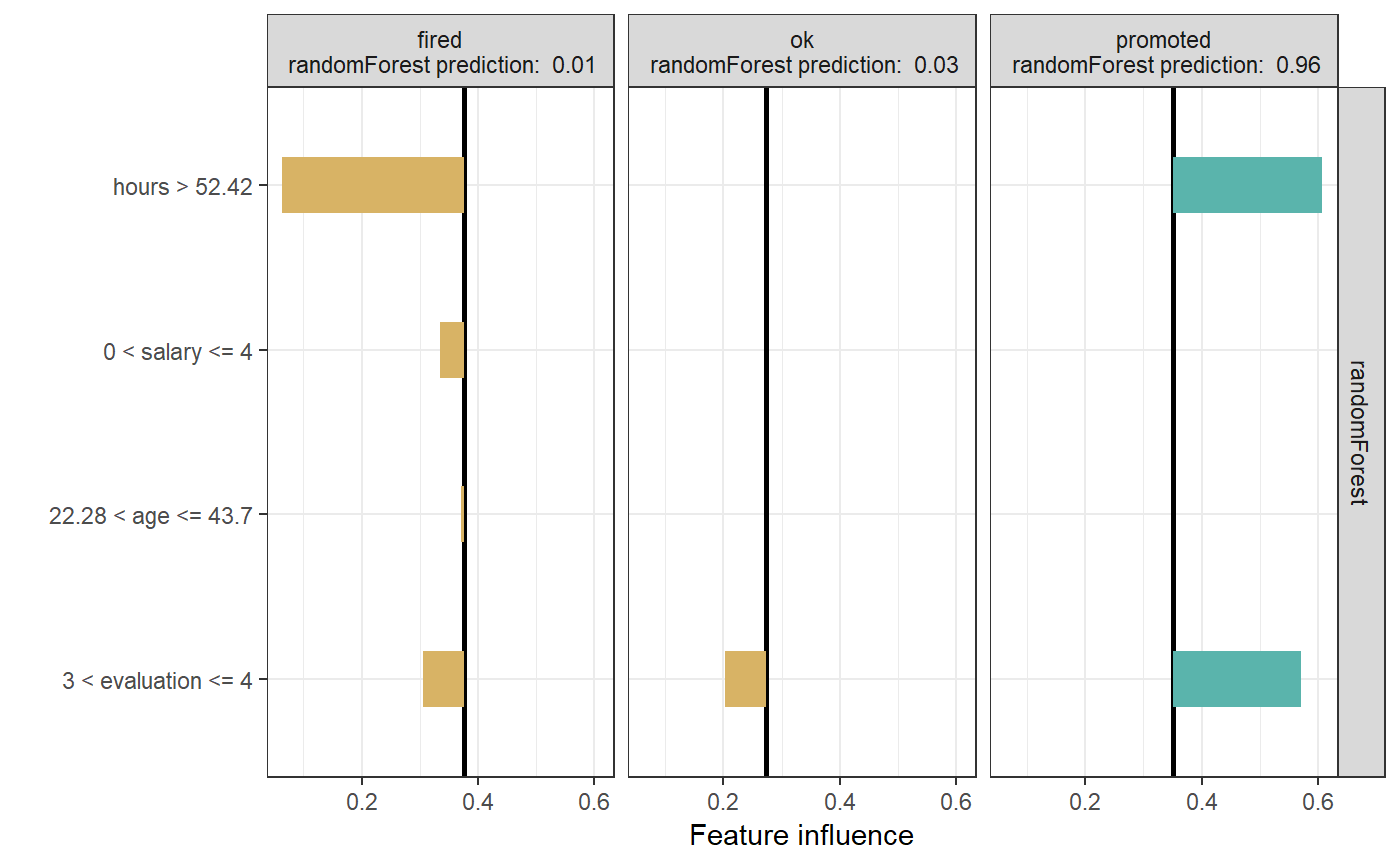 fired
randomForest prediction:  0.01
ok
randomForest prediction:  0.03
promoted
randomForest prediction:  0.96
hours > 52.42
0 < salary <= 4
22.28 < age <= 43.7
3 < evaluation <= 4
randomForest
0.2 0.4 0.6
0.2 0.4 0.6
0.2 0.4 0.6
Feature influence